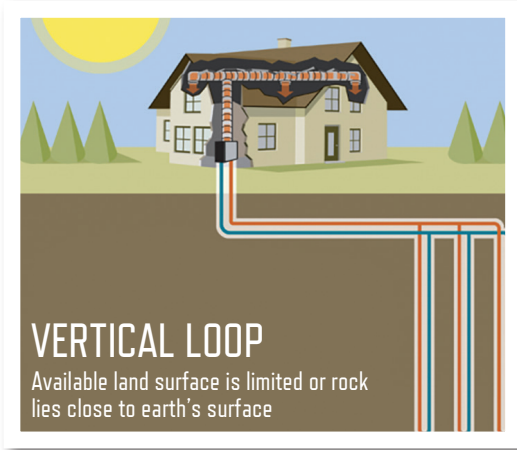 VERTICAL LOOP
Available land surface is limited or rock
lies close to earth's surface